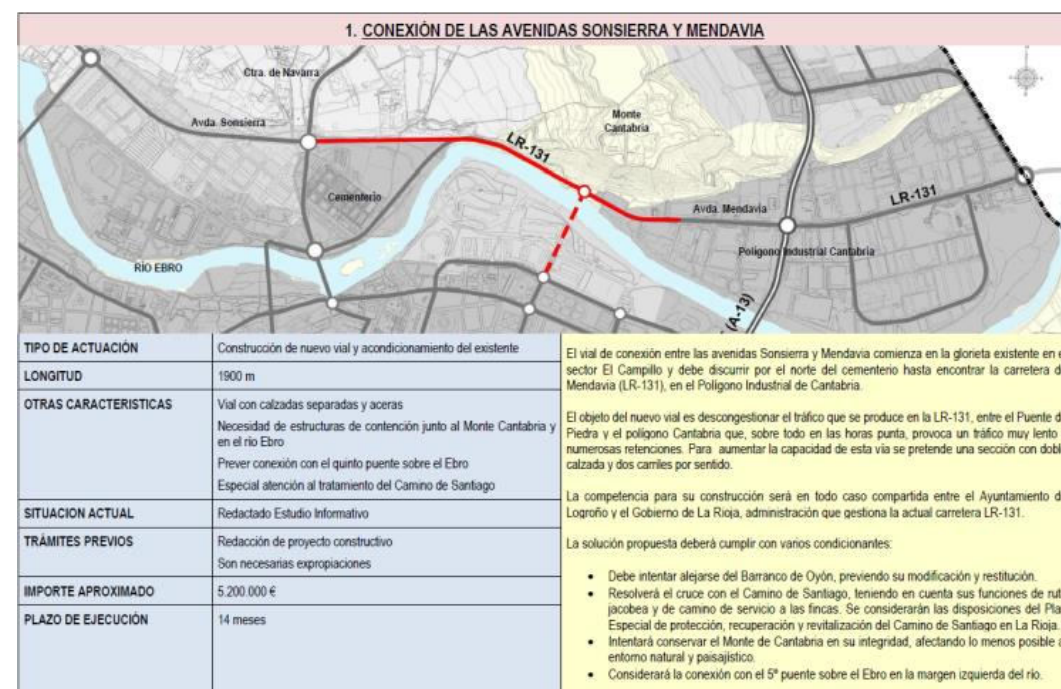 1. CONEXIÓN DE LAS AVENIDAS SONSIERRA Y MENDAVIA
Ctra. de Navarra
Avda. Sonsierra
Monte
Cantabria
LR-131
Cementerio
Avda. Mendavia
LR-131
Polígono Industrial Cantabria
RÍO EBRO
(A-13)
TIPO DE ACTUACIÓN
Construcción de nuevo vial y acondicionamiento del existente
LONGITUD
1900 m
OTRAS CARACTERISTICAS
Vial con calzadas separadas y aceras
Necesidad de estructuras de contención junto al Monte Cantabria y
en el río Ebro
Prever conexión con el quinto puente sobre el Ebro
Especial atención al tratamiento del Camino de Santiago
SITUACION ACTUAL
Redactado Estudio Informativo
TRÁMITES PREVIOS
Redacción de proyecto constructivo
Son necesarias expropiaciones
IMPORTE APROXIMADO
5.200.000 €
PLAZO DE EJECUCIÓN
14 meses
El vial de conexión entre las avenidas Sonsierra y Mendavia comienza en la glorieta existente en e
sector El Campillo y debe discurrir por el norte del cementerio hasta encontrar la carretera d
Mendavia (LR-131), en el Polígono Industrial de Cantabria.
El objeto del nuevo vial es descongestionar el tráfico que se produce en la LR-131, entre el Puente d
Piedra y el polígono Cantabria que, sobre todo en las horas punta, provoca un tráfico muy lento
numerosas retenciones. Para aumentar la capacidad de esta vía se pretende una sección con dobl
calzada y dos carriles por sentido.
La competencia para su construcción será en todo caso compartida entre el Ayuntamiento d
Logroño y el Gobierno de La Rioja, administración que gestiona la actual carretera LR-131.
La solución propuesta deberá cumplir con varios condicionantes:
• Debe intentar alejarse del Barranco de Oyón, previendo su modificación y restitución.
• Resolverá el cruce con el Camino de Santiago, teniendo en cuenta sus funciones de rut
jacobea y de camino de servicio a las fincas. Se considerarán las disposiciones del Pla
Especial de protección, recuperación y revitalización del Camino de Santiago en La Rioja.
• Intentará conservar el Monte de Cantabria en su integridad, afectando lo menos posible a
entorno natural y paisajístico.
• Considerará la conexión con el 5º puente sobre el Ebro en la margen izquierda del río.